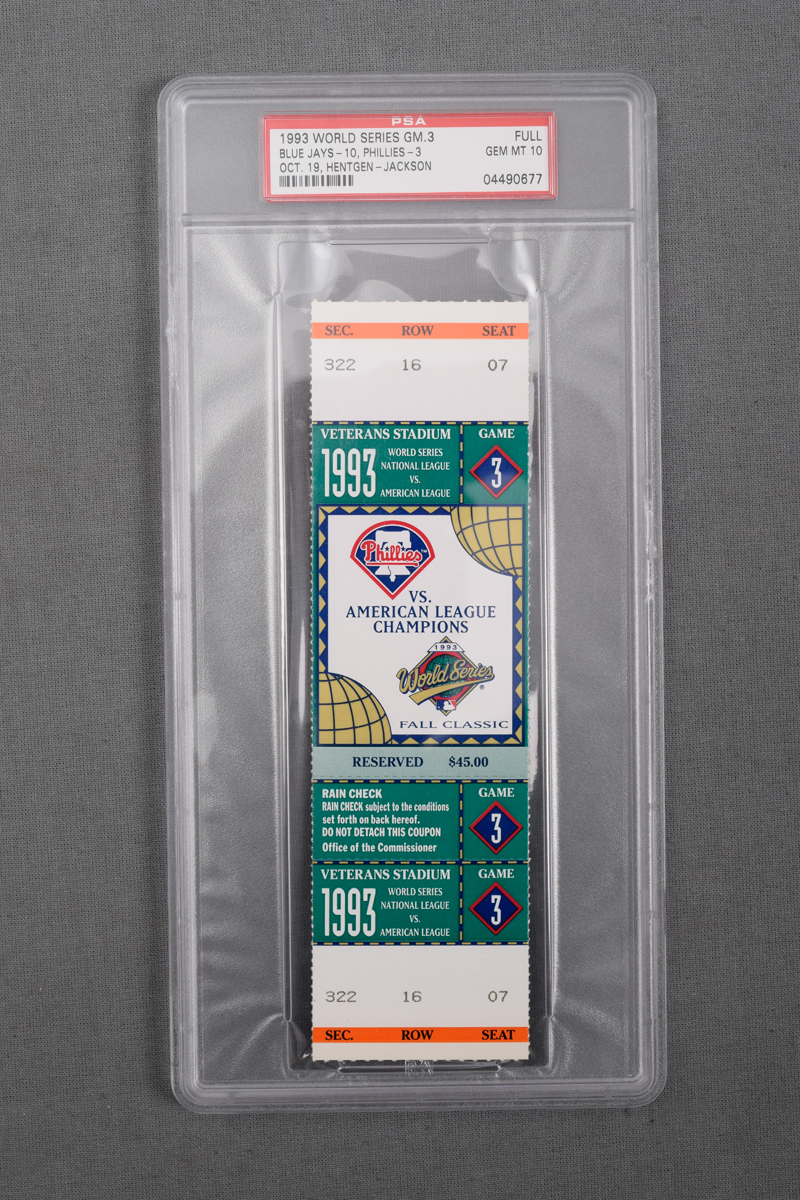 PSA
1993 WORLD SERIES GM.3 FULL
BLUE JAYS-10, PHILLIES-3 GEM MT 10
OCT. 19, HENTGEN-JACKSON
04490677
SEC. ROW SEAT
322 16 07
VETERANS STADIUM
1993
WORLD SERIES
NATIONAL LEAGUE
VS.
AMERICAN LEAGUE
GAME
3
Phillies
VS.
AMERICAN LEAGUE
CHAMPIONS
1993
World Series
FALL CLASSIC
RESERVED $45.00
RAIN CHECK
RAIN CHECK subject to the conditions
set forth on back hereof.
DO NOT DETACH THIS COUPON
Office of the Commissioner
GAME
3
VETERANS STADIUM
1993
WORLD SERIES
NATIONAL LEAGUE
VS.
AMERICAN LEAGUE
GAME
3
322 16 07
SEC. ROW SEAT